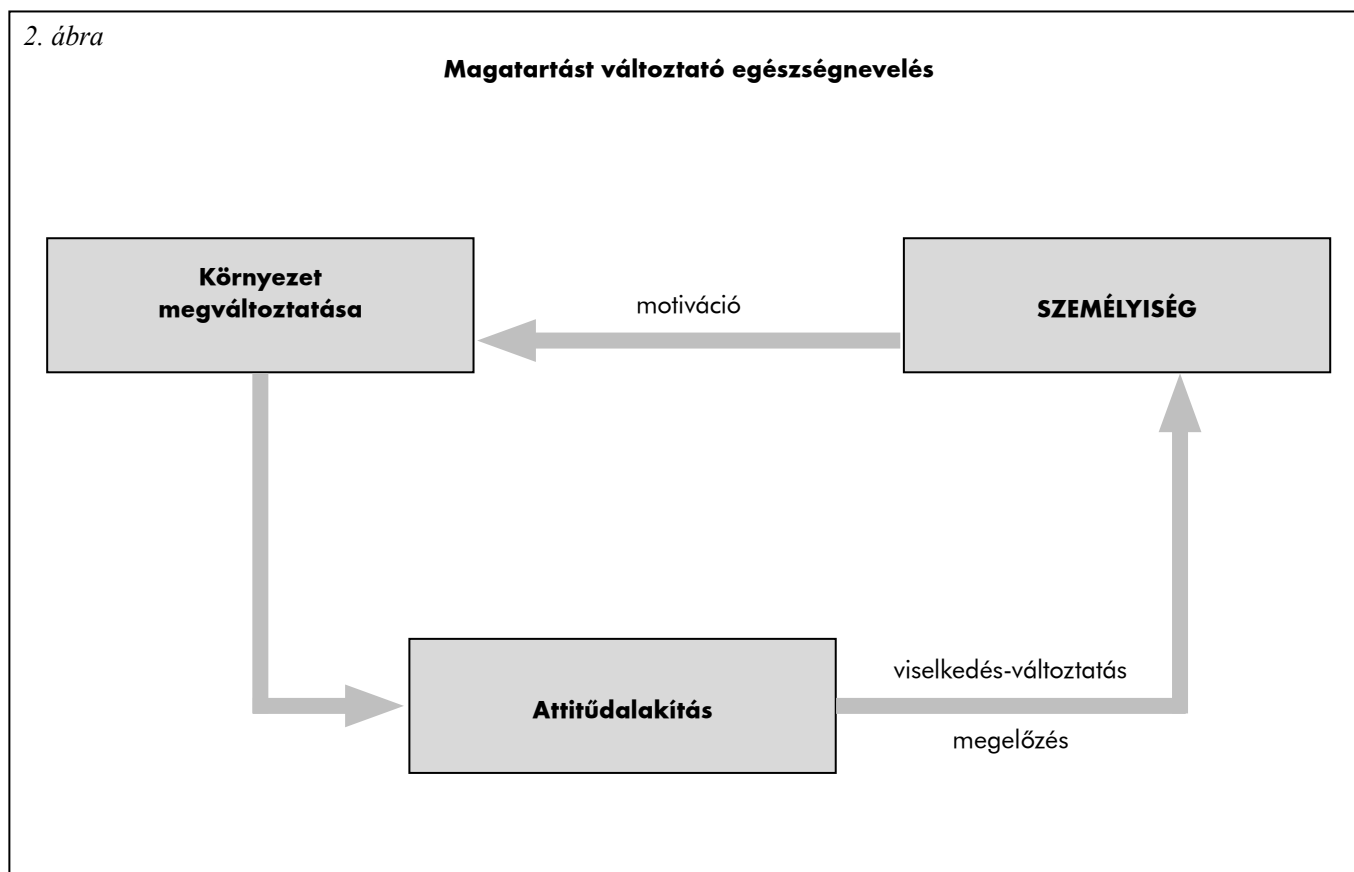 2. ábra
Magatartást változtató egészségnevelés
Környezet
megváltoztatása
motiváció
SZEMÉLYISÉG
Attitűdalakítás
viselkedés-változtatás
megelőzés